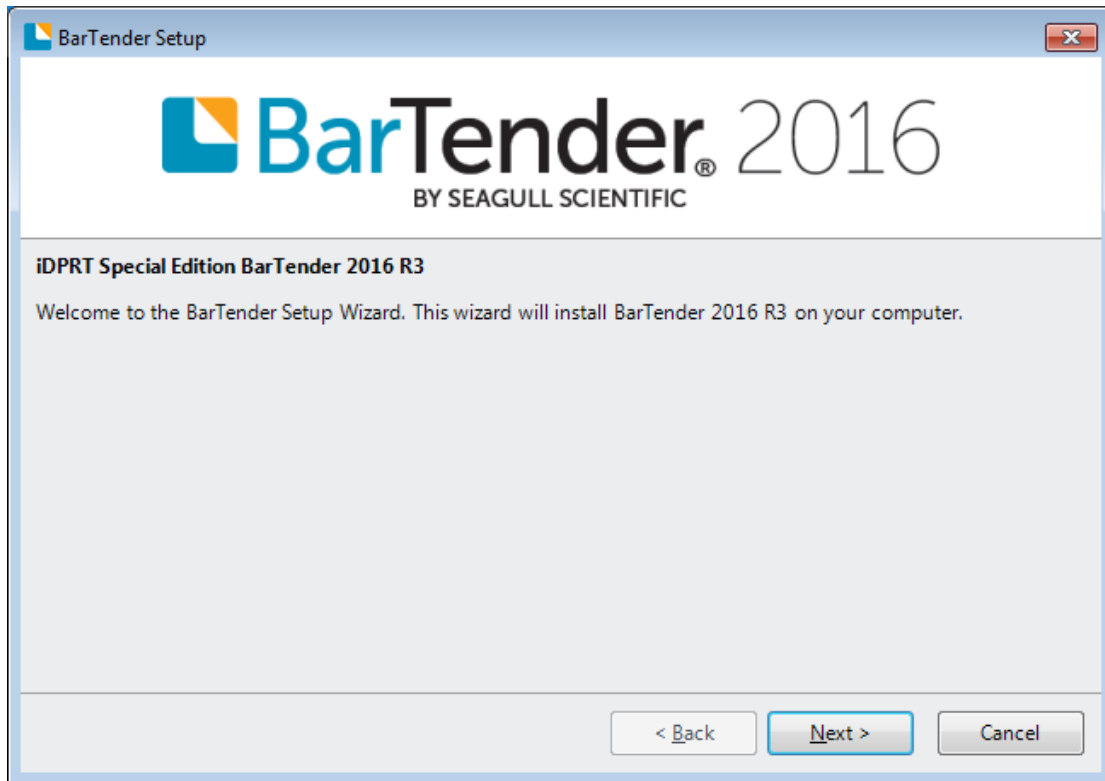 BarTender Setup
BarTender® 2016
BY SEAGULL SCIENTIFIC
iDPRT Special Edition BarTender 2016 R3
Welcome to the BarTender Setup Wizard. This wizard will install BarTender 2016 R3 on your computer.
< Back Next > Cancel